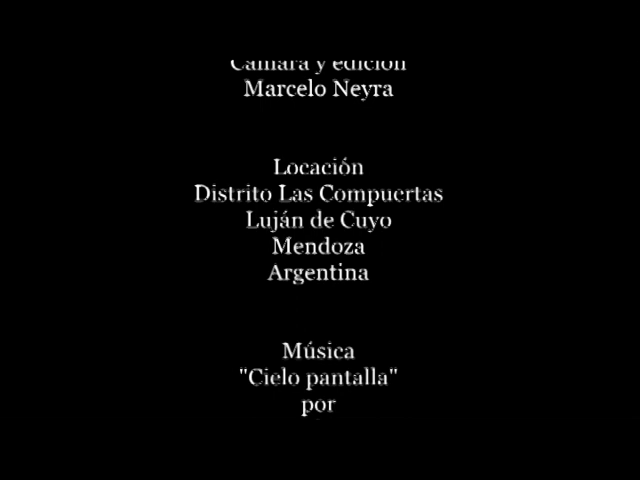 Cámara y edición
Marcelo Neyra
Locación
Distrito Las Compuertas
Luján de Cuyo
Mendoza
Argentina
Música
"Cielo pantalla"
por